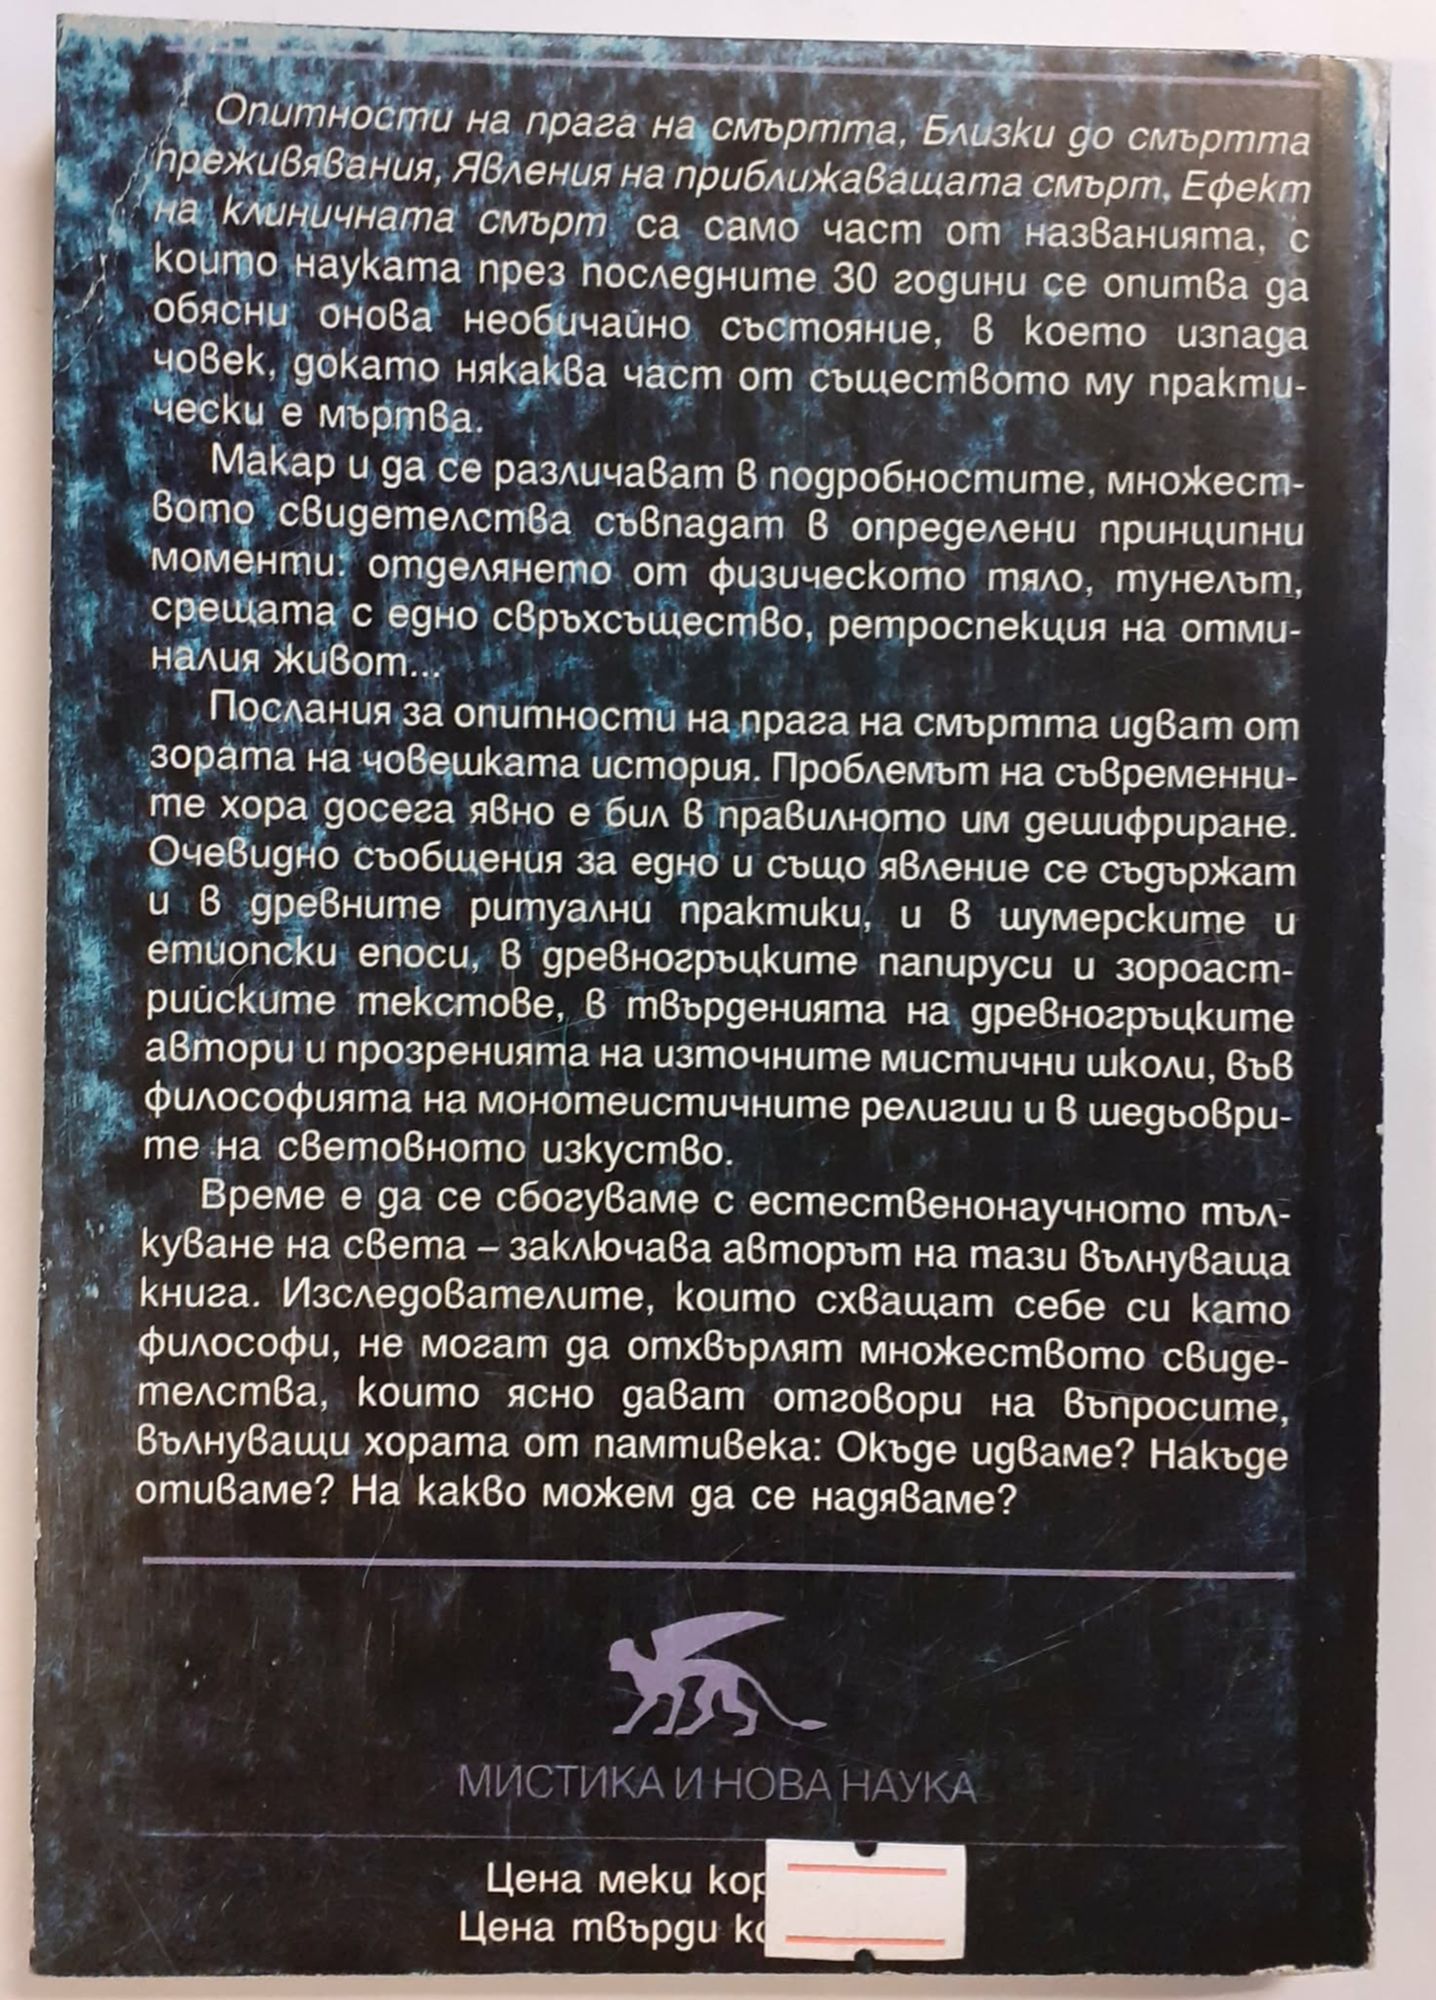 Опитности на прага на смъртта, Близки до смъртта
преживявания, Явления на приближаващата смърт, Ефект
на клиничната смърт са само част от названията, с
които науката през последните 30 години се опитва да
обясни онова необичайно състояние, в което изпада
човек, докато някаква част от съществото му практи-
чески е мъртва.
Макар и да се различават в подробностите, множест-
вото свидетелства съвпадат в определени принципни
моменти: отделянето от физическото тяло, тунелът,
срещата с едно свръхсъщество, ретроспекция на отми-
налия живот...
Послания за опитности на прага на смъртта идват от
зората на човешката история. Проблемът на съвременни-
те хора досега явно е бил в правилното им дешифриране.
Очевидно съобщения за едно и също явление се съдържат
и в древните ритуални практики, и в шумерските и
етиопски епоси, в древногръцките папируси и зороаст-
рийските текстове, в твърденията на древногръцките
автори и прозренията на източните мистични школи, във
философията на монотеистичните религии и в шедьоври-
те на световното изкуство.
Време е да се сбогуваме с естественонаучното тъл-
куване на света – заключава авторът на тази вълнуваща
книга. Изследователите, които схващат себе си като
философи, не могат да отхвърлят множеството свиде-
телства, които ясно дават отговори на въпросите,
вълнуващи хората от памтивека: Окъде идваме? Накъде
отиваме? На какво можем да се надяваме?
МИСТИКА И НОВА НАУКА
Цена меки кор
Цена твърди ко